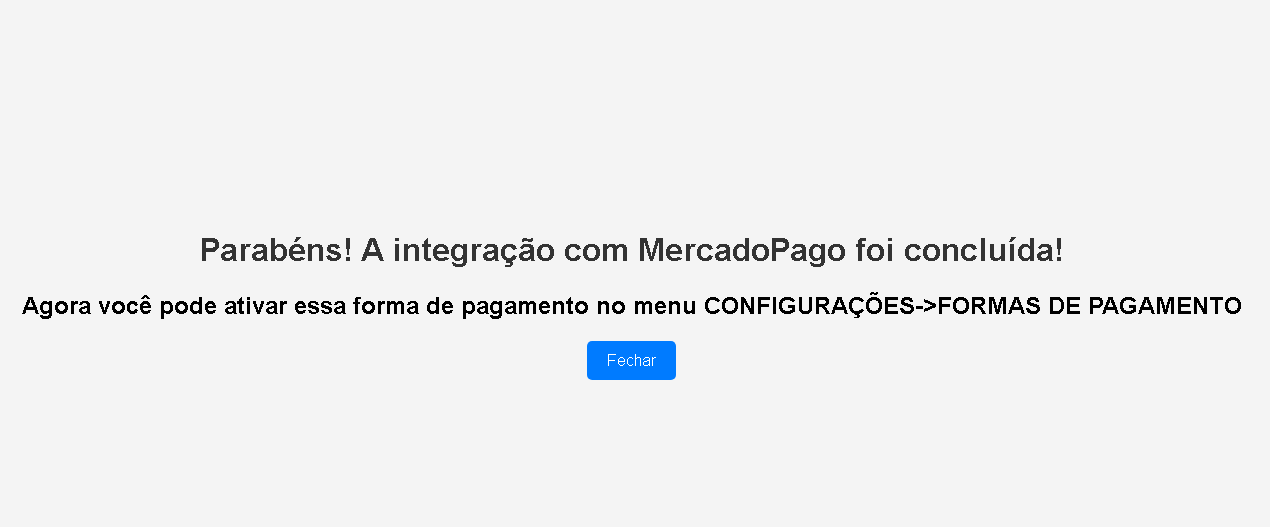 Parabéns! A integração com MercadoPago foi concluída!
Agora você pode ativar essa forma de pagamento no menu CONFIGURAÇÕES->FORMAS DE PAGAMENTO
Fechar